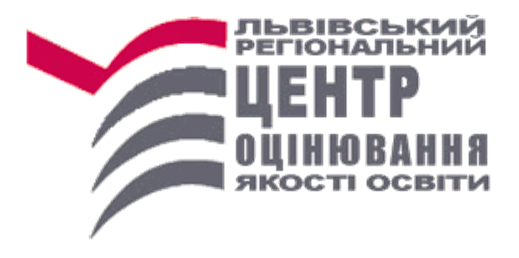 ЛЬВІВСЬКИЙ
РЕГІОНАЛЬНИЙ
ЦЕНТР
ОЦІНЮВАННЯ
ЯКОСТІ ОСВІТИ